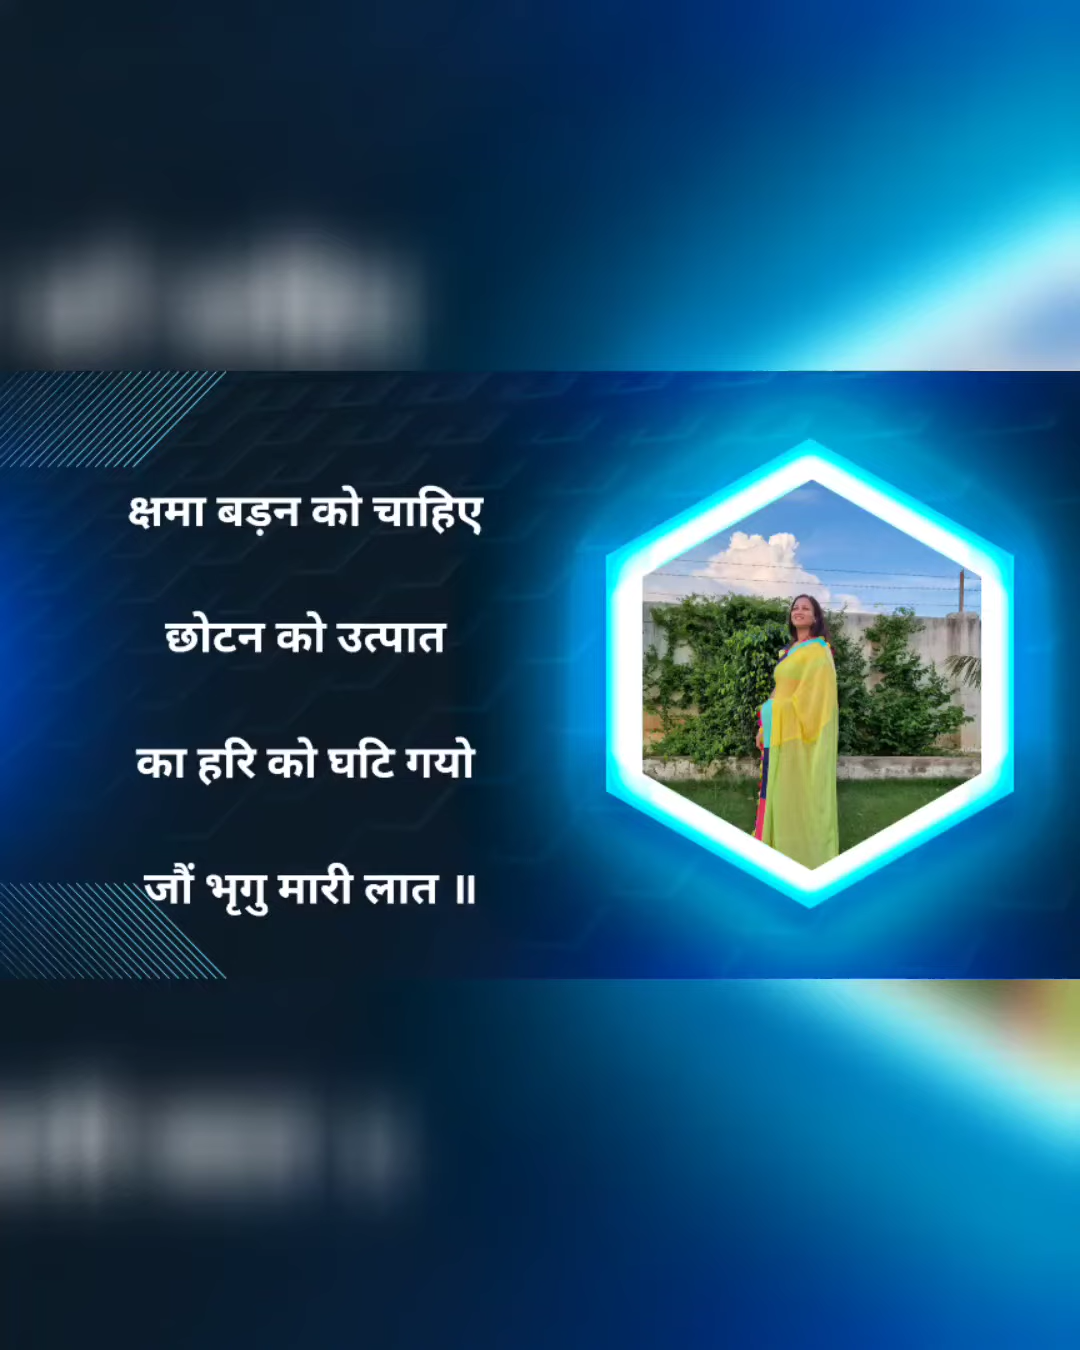 क्षमा बड़न को चाहिए
छोटन को उत्पात
का हरि को घटि गयो
जौं भृगु मारी लात ॥